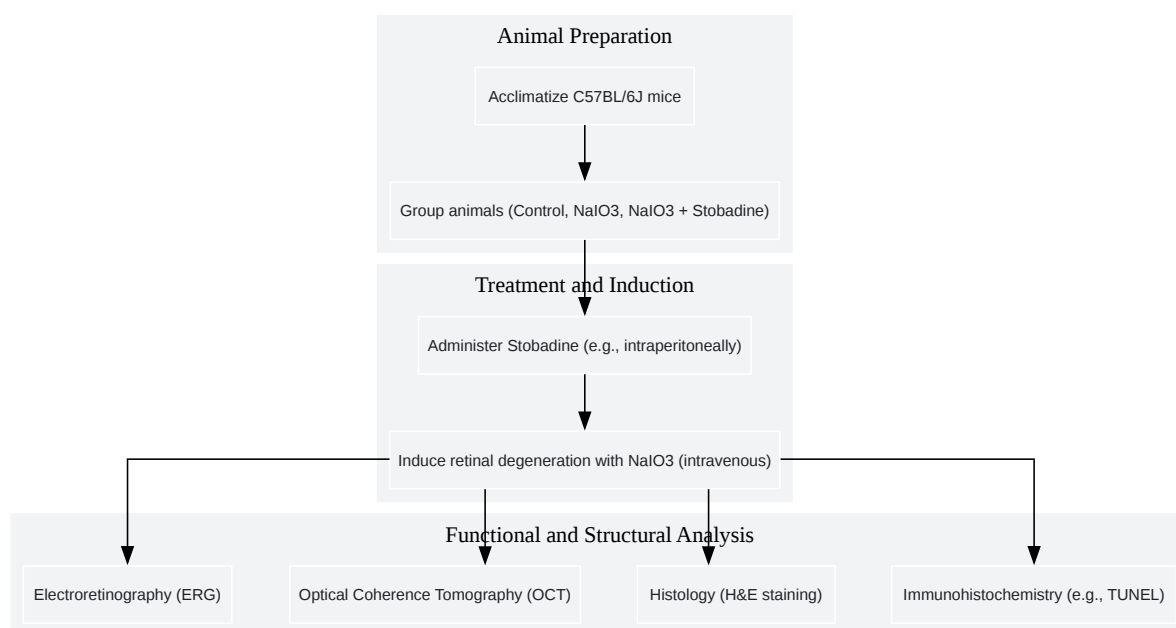 Animal Preparation
Acclimatize C57BL/6J mice
Group animals (Control, NaIO3, NaIO3 + Stobadine)
Treatment and Induction
Administer Stobadine (e.g., intraperitoneally)
Induce retinal degeneration with NaIO3 (intravenous)
Functional and Structural Analysis
Electroretinography (ERG)
Optical Coherence Tomography (OCT)
Histology (H&E staining)
Immunohistochemistry (e.g., TUNEL)